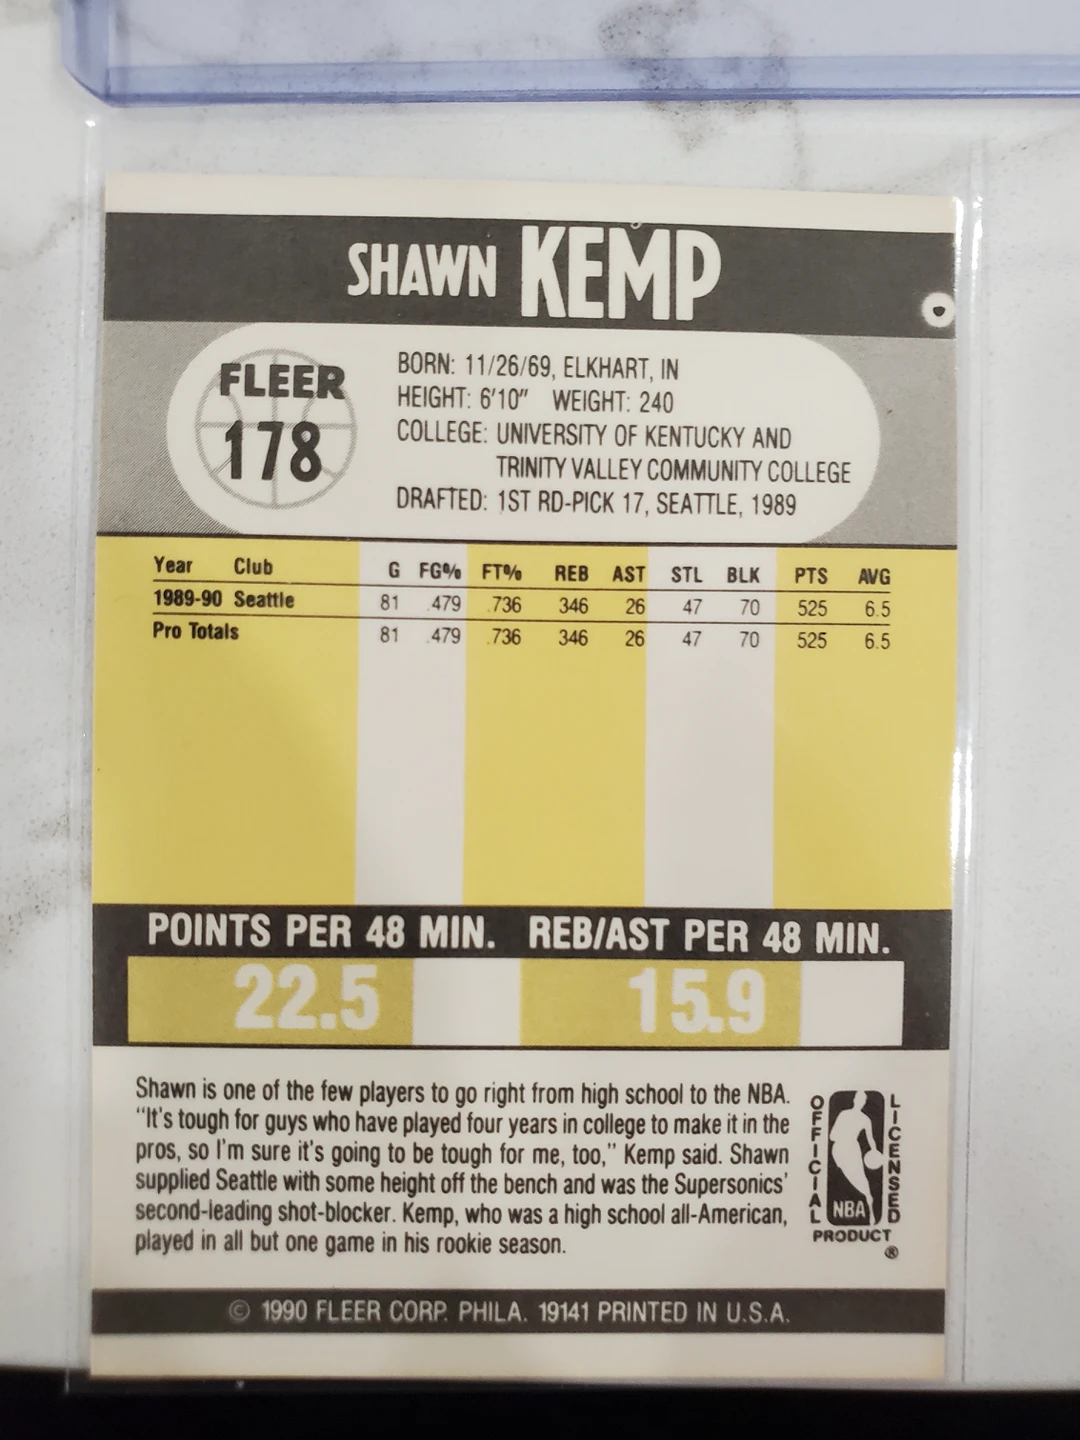 SHAWN KEMP
FLEER
178
BORN: 11/26/69, ELKHART, IN
HEIGHT: 6'10" WEIGHT: 240
COLLEGE: UNIVERSITY OF KENTUCKY AND
TRINITY VALLEY COMMUNITY COLLEGE
DRAFTED: 1ST RD-PICK 17, SEATTLE, 1989
Year Club G FG% FT% REB AST STL BLK PTS AVG
1989-90 Seattle 81 .479 .736 346 26 47 70 525 6.5
Pro Totals 81 .479 .736 346 26 47 70 525 6.5
POINTS PER 48 MIN. REB/AST PER 48 MIN.
22.5 15.9
Shawn is one of the few players to go right from high school to the NBA.
"It's tough for guys who have played four years in college to make it in the
pros, so I'm sure it's going to be tough for me, too," Kemp said. Shawn
supplied Seattle with some height off the bench and was the Supersonics'
second-leading shot-blocker. Kemp, who was a high school all-American,
played in all but one game in his rookie season.
OFFICIAL LICENSED
NBA
PRODUCT
®
© 1990 FLEER CORP. PHILA. 19141 PRINTED IN U.S.A.